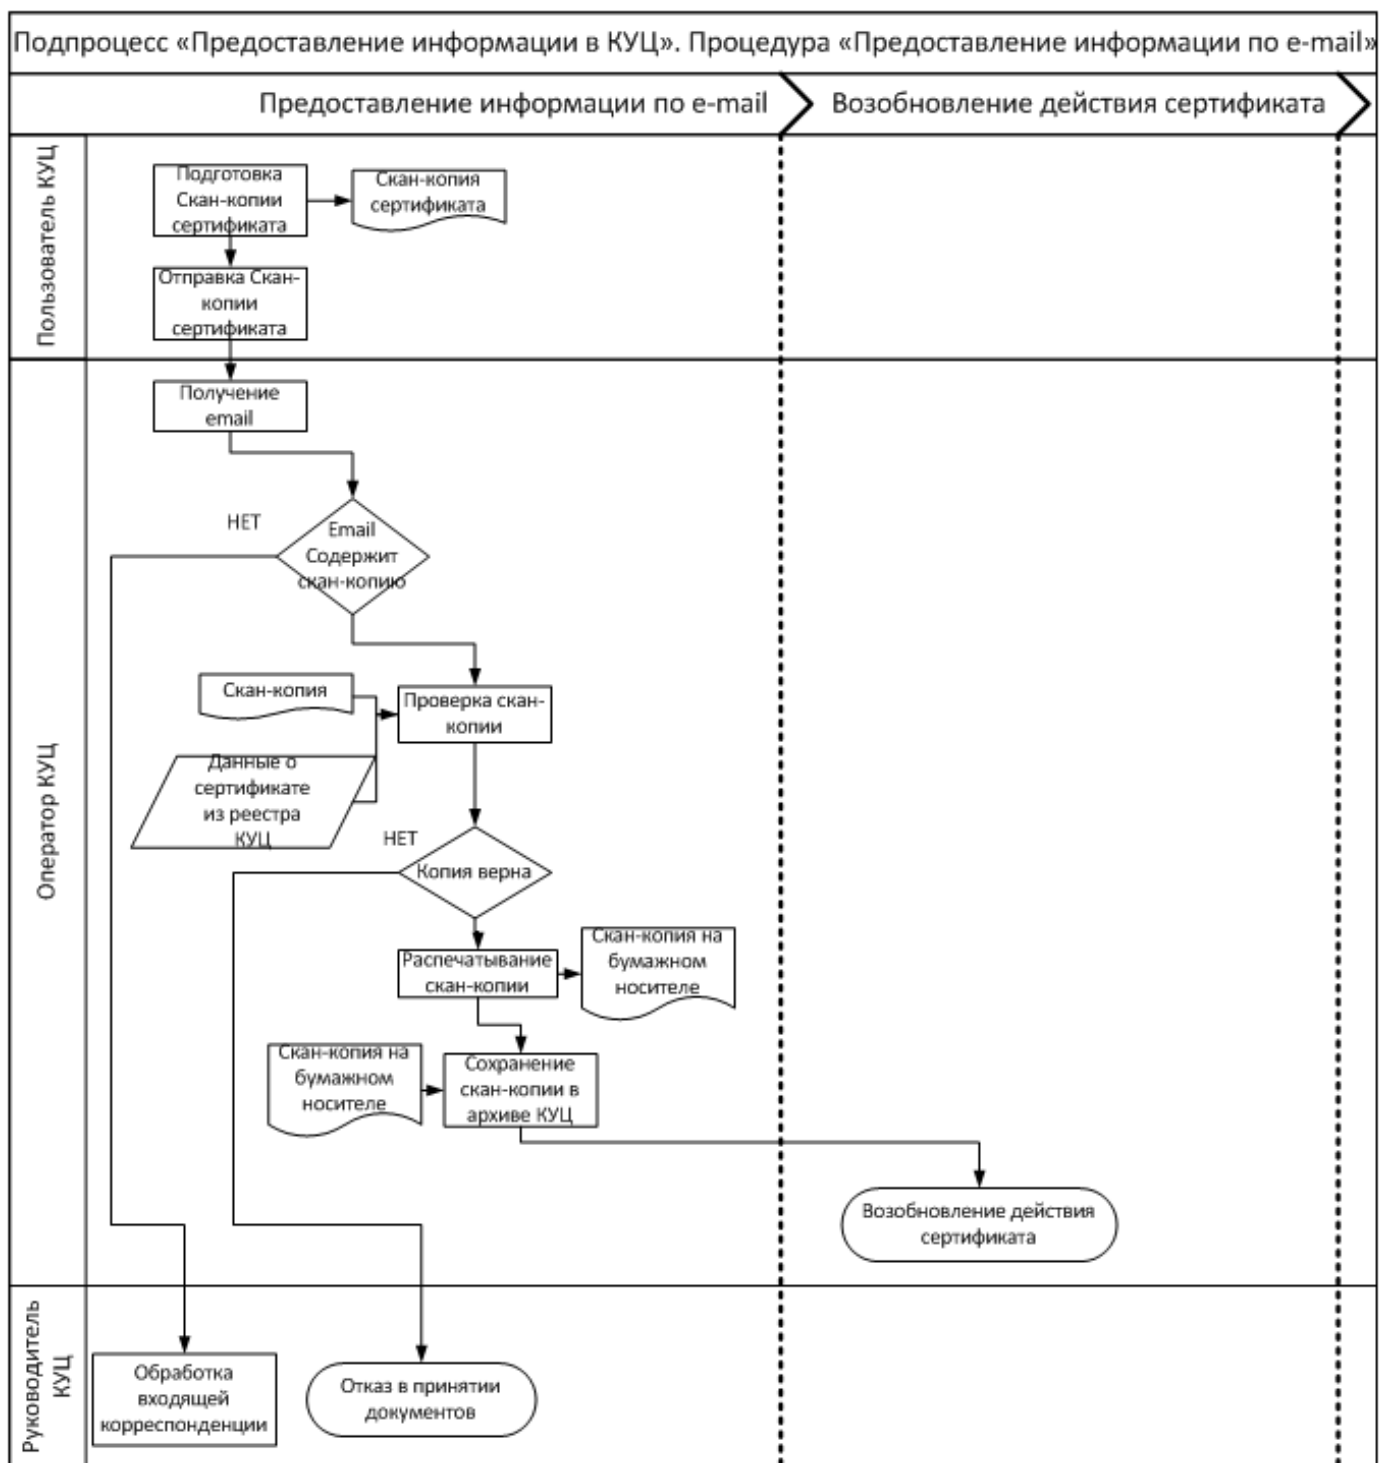 Подпроцесс «Предоставление информации в КУЦ». Процедура «Предоставление информации по e-mail»
Предоставление информации по e-mail
Возобновление действия сертификата
Пользователь КУЦ
Подготовка
Скан-копии
сертификата
Скан-копия
сертификата
Отправка Скан-
копии
сертификата
Оператор КУЦ
Получение
email
НЕТ
Email
Содержит
скан-копию
Скан-копия
Проверка скан-
копии
Данные о
сертификате
из реестра
КУЦ
НЕТ
Копия верна
Распечатывание
скан-копии
Скан-копия на
бумажном
носителе
Скан-копия на
бумажном
носителе
Сохранение
скан-копии в
архиве КУЦ
Возобновление действия
сертификата
Руководитель
КУЦ
Обработка
входящей
корреспонденции
Отказ в принятии
документов